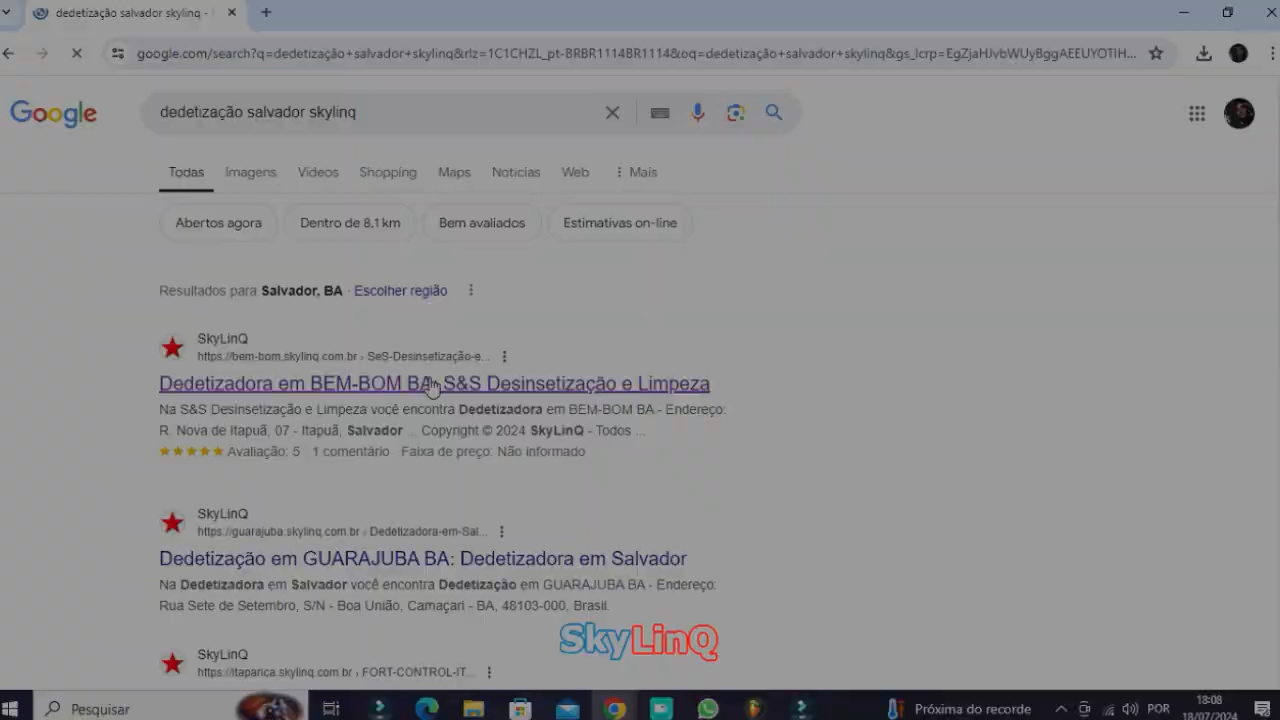 dedetização salvador skylinq -
google.com/search?q=dedetização+salvador+skylinq&rlz=1C1CHZL_pt-BRBR1114BR1114&oq=dedetização+salvador+skylinq&gs_lcrp=EgZjaHJvbWUyBggAEEUYOTIH...
Google
dedetização salvador skylinq
Todas Imagens Vídeos Shopping Maps Notícias Web Mais
Abertos agora Dentro de 8,1 km Bem avaliados Estimativas on-line
Resultados para Salvador, BA · Escolher região
SkyLinQ
https://bem-bom.skylinq.com.br › SeS-Desinsetização-e...
Dedetizadora em BEM-BOM BA: S&S Desinsetização e Limpeza
Na S&S Desinsetização e Limpeza você encontra Dedetizadora em BEM-BOM BA - Endereço:
R. Nova de Itapuã, 07 - Itapuã, Salvador ... Copyright © 2024 SkyLinQ - Todos ...
Avaliação: 5 · 1 comentário · Faixa de preço: Não informado
SkyLinQ
https://guarajuba.skylinq.com.br › Dedetizadora-em-Sal...
Dedetização em GUARAJUBA BA: Dedetizadora em Salvador
Na Dedetizadora em Salvador você encontra Dedetização em GUARAJUBA BA - Endereço:
Rua Sete de Setembro, S/N - Boa União, Camaçari - BA, 48103-000, Brasil.
SkyLinQ
SkyLinQ
https://itaparica.skylinq.com.br › FORT-CONTROL-IT...
Pesquisar
Próxima do recorde
POR
18:08
18/07/2024